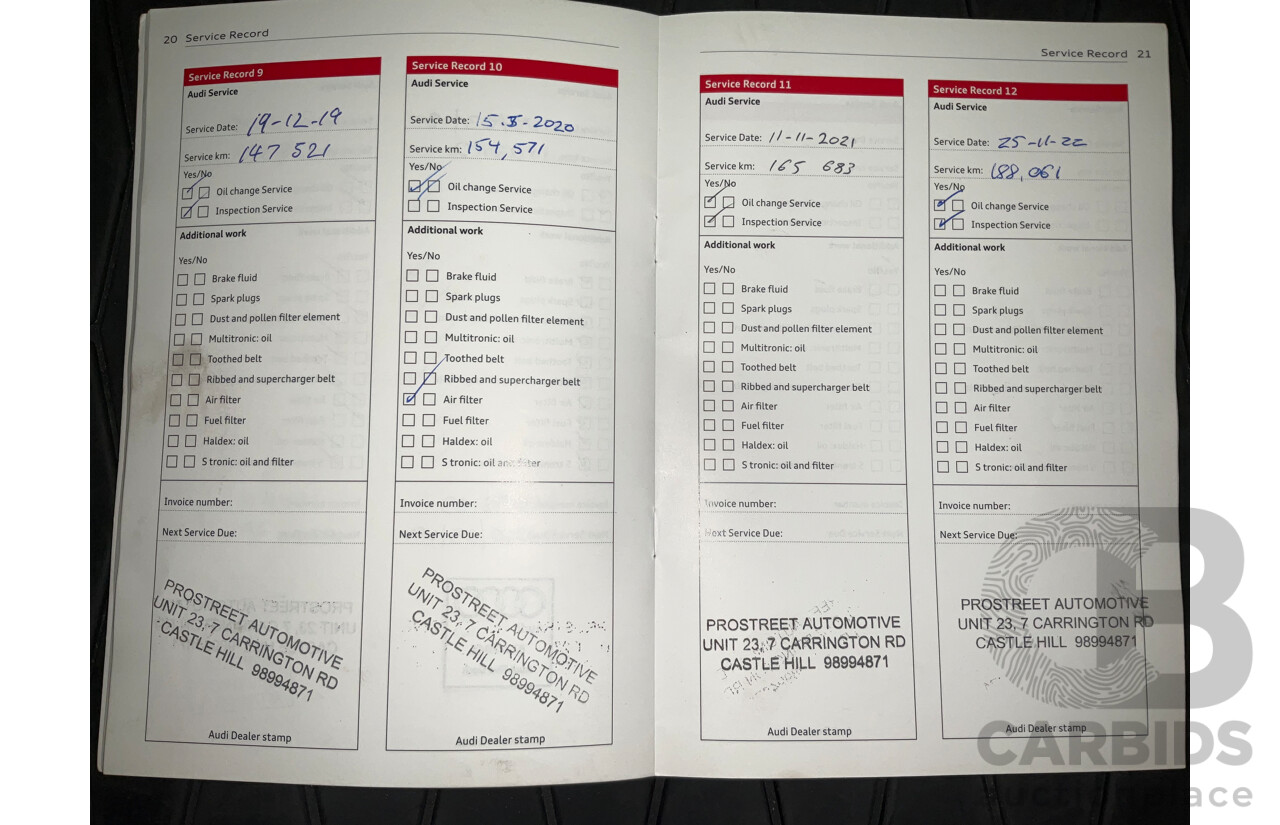 20 Service Record
Service Record 9
Audi Service
Service Date: 19-12-19
Service km: 147 521
Yes/No
Oil change Service
Inspection Service
Additional work
Yes/No
Brake fluid
Spark plugs
Dust and pollen filter element
Multitronic: oil
Toothed belt
Ribbed and supercharger belt
Air filter
Fuel filter
Haldex: oil
S tronic: oil and filter
Invoice number:
Next Service Due:
PROSTREET AUTOMOTIVE
UNIT 23, 7 CARRINGTON RD
CASTLE HILL 98994871
Audi Dealer stamp
Service Record 10
Audi Service
Service Date: 15. -2020
Service km: 154,571
Yes/No
Oil change Service
Inspection Service
Additional work
Yes/No
Brake fluid
Spark plugs
Dust and pollen filter element
Multitronic: oil
Toothed belt
Ribbed and supercharger belt
Air filter
Fuel filter
Haldex: oil
S tronic: oil and filter
Invoice number:
Next Service Due:
PROSTREET AUTOMOTIVE
UNIT 23, 7 CARRINGTON RD
CASTLE HILL 98994871
Audi Dealer stamp
Service Record 21
Service Record 11
Audi Service
Service Date: 11-11-2021
Service km: 165 683
Yes/No
Oil change Service
Inspection Service
Additional work
Yes/No
Brake fluid
Spark plugs
Dust and pollen filter element
Multitronic: oil
Toothed belt
Ribbed and supercharger belt
Air filter
Fuel filter
Haldex: oil
S tronic: oil and filter
Invoice number:
Next Service Due:
PROSTREET AUTOMOTIVE
UNIT 23, 7 CARRINGTON RD
CASTLE HILL 98994871
Audi Dealer stamp
Service Record 12
Audi Service
Service Date: 25-11-22
Service km: 188,061
Yes/No
Oil change Service
Inspection Service
Additional work
Yes/No
Brake fluid
Spark plugs
Dust and pollen filter element
Multitronic: oil
Toothed belt
Ribbed and supercharger belt
Air filter
Fuel filter
Haldex: oil
S tronic: oil and filter
Invoice number:
Next Service Due:
PROSTREET AUTOMOTIVE
UNIT 23, 7 CARRINGTON RD
CASTLE HILL 98994871
Audi Dealer stamp
CARBIDS
auctionplace